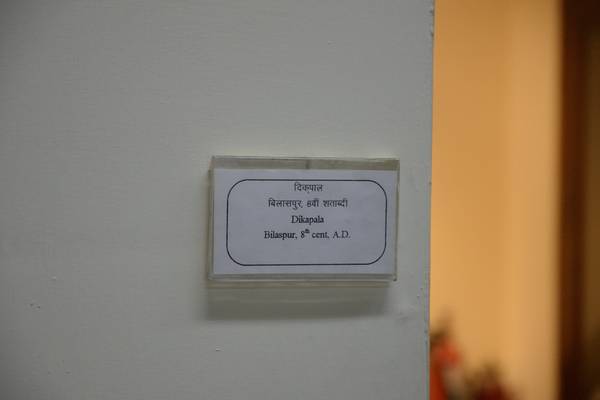 दिक्पाल
बिलासपुर, 8वीं शताब्दी
Dikapala
Bilaspur, 8th cent, A.D.